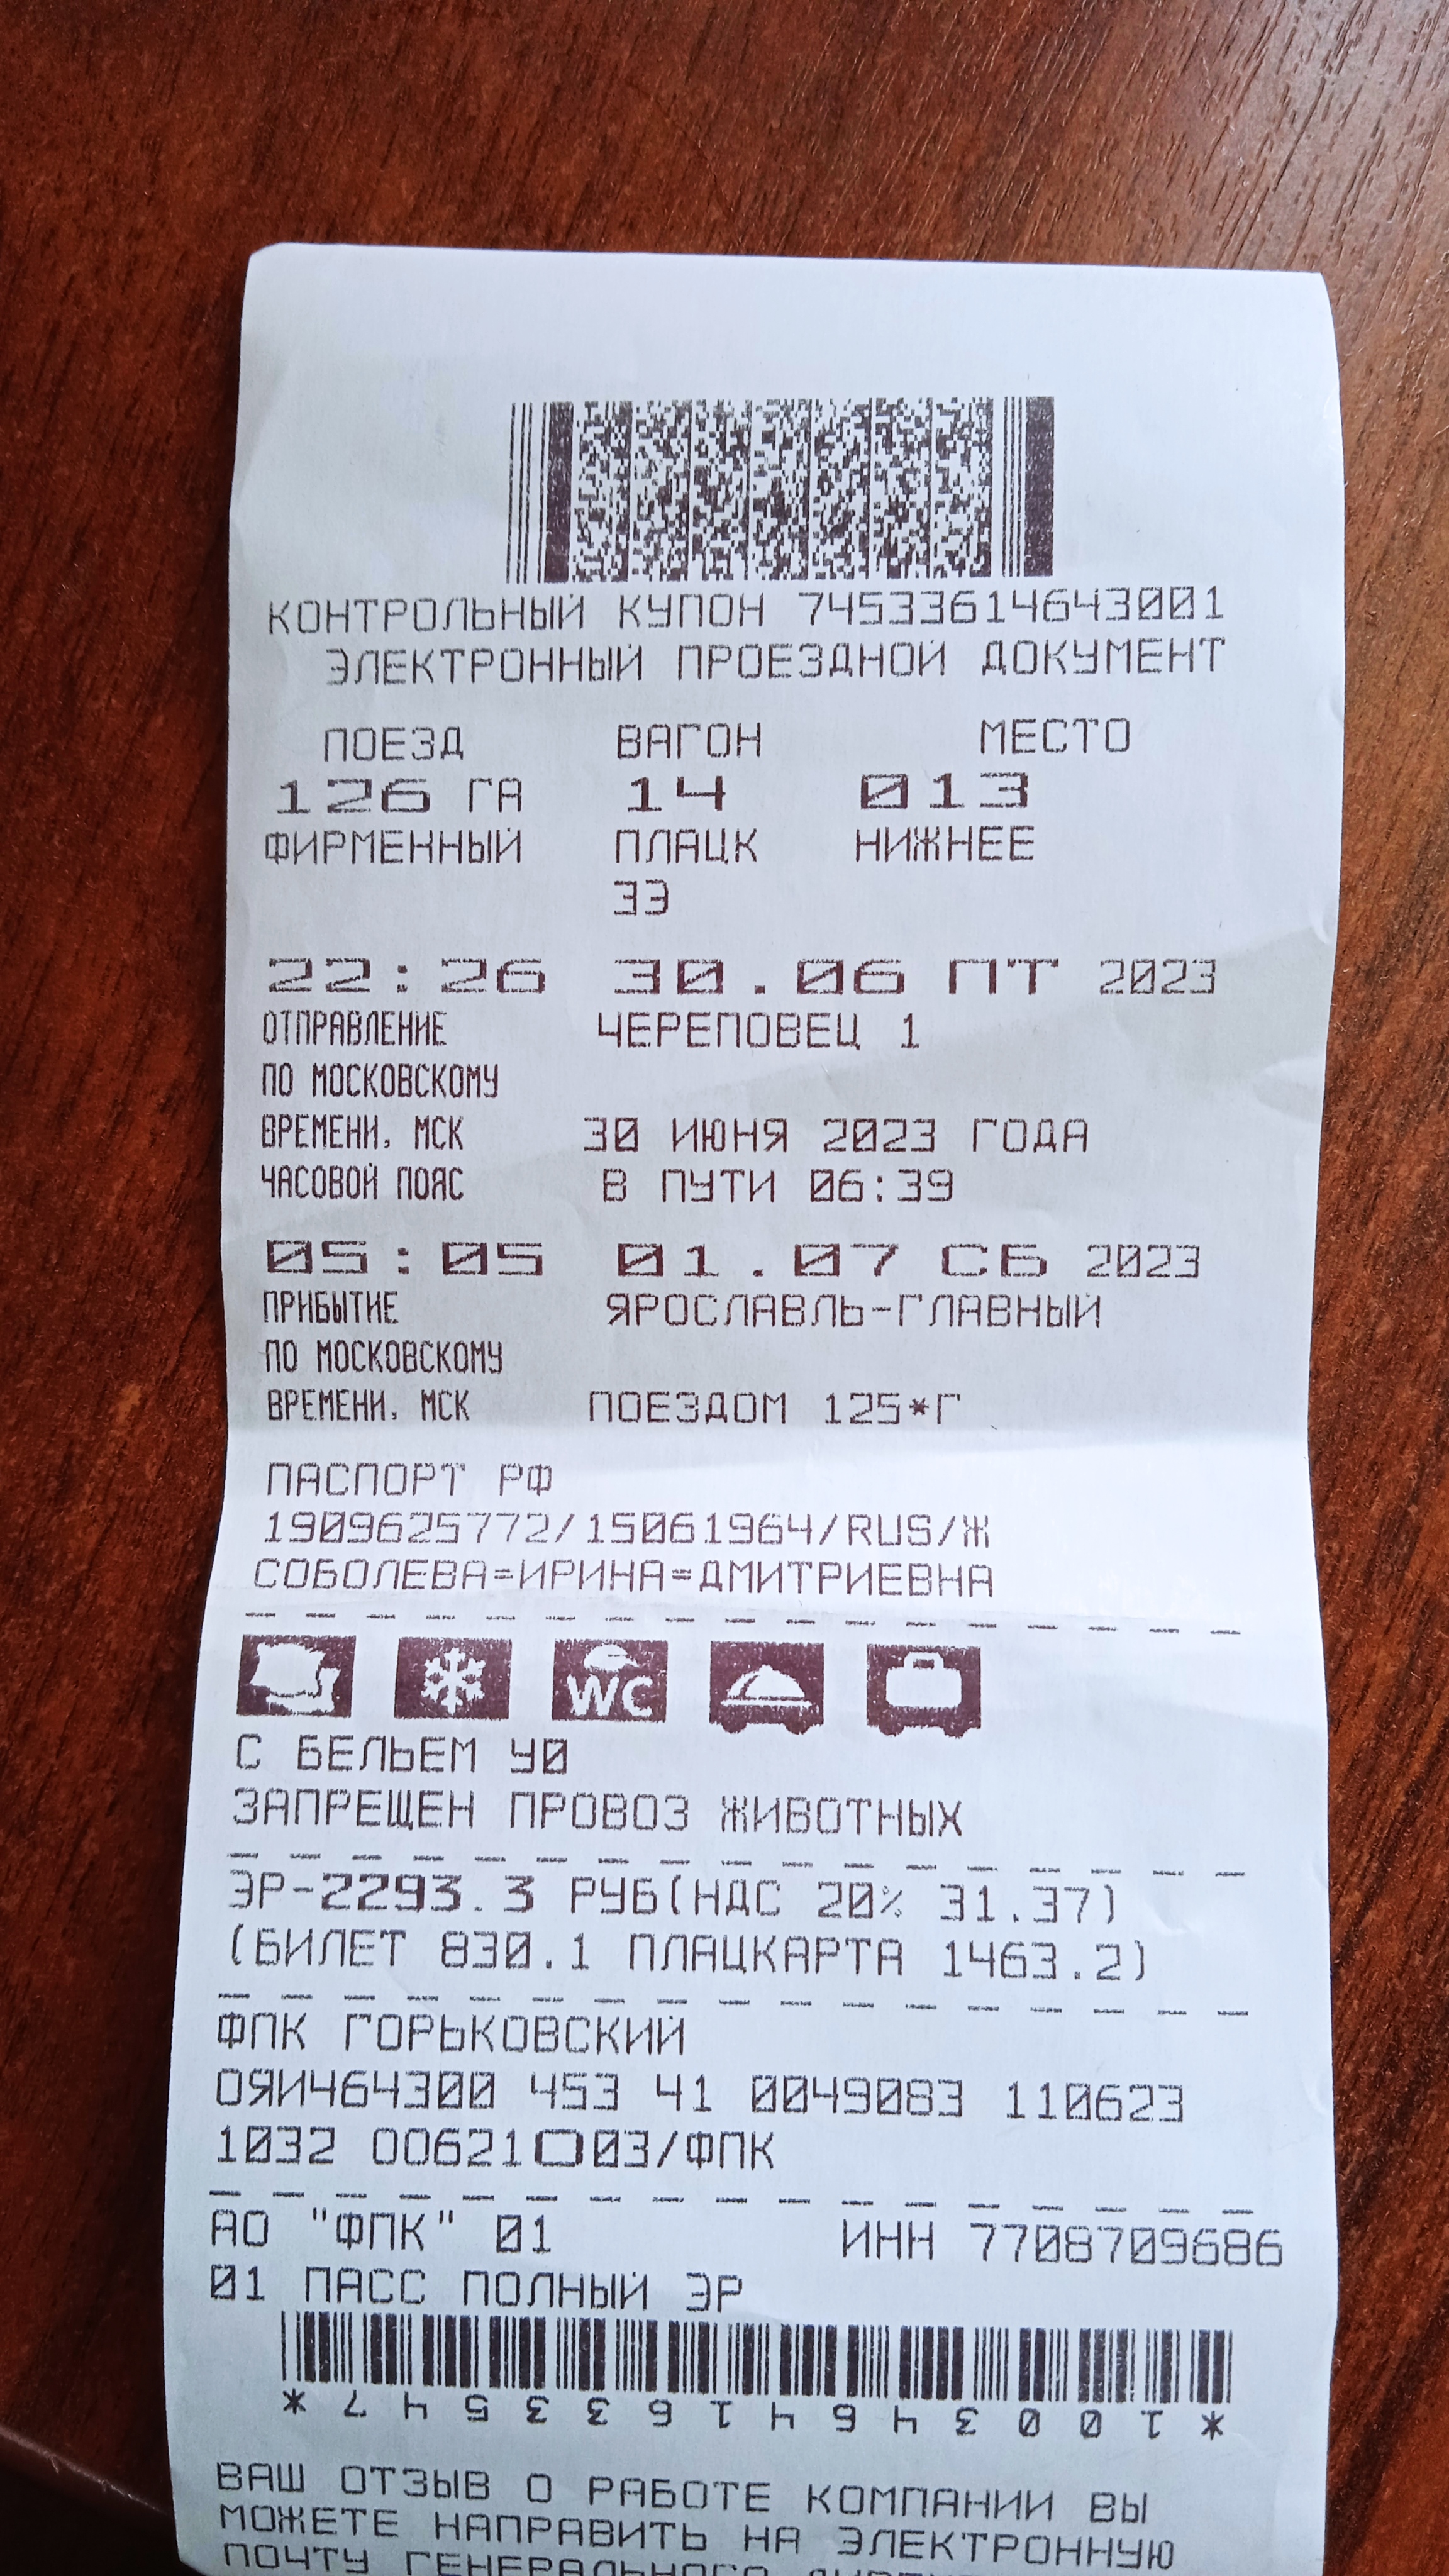 КОНТРОЛЬНЫЙ КУПОН 74533614643001
ЭЛЕКТРОННЫЙ ПРОЕЗДНОЙ ДОКУМЕНТ
ПОЕЗД ВАГОН МЕСТО
126 ГА 14 013
ФИРМЕННЫЙ ПЛАЦК НИЖНЕЕ
3Э
22:26 30.06 ПТ 2023
ОТПРАВЛЕНИЕ ЧЕРЕПОВЕЦ 1
ПО МОСКОВСКОМУ
ВРЕМЕНИ, МСК 30 ИЮНЯ 2023 ГОДА
ЧАСОВОЙ ПОЯС В ПУТИ 06:39
05:05 01.07 СБ 2023
ПРИБЫТИЕ ЯРОСЛАВЛЬ-ГЛАВНЫЙ
ПО МОСКОВСКОМУ
ВРЕМЕНИ, МСК ПОЕЗДОМ 125*Г
ПАСПОРТ РФ
1909625772/15061964/RUS/Ж
СОБОЛЕВА=ИРИНА=ДМИТРИЕВНА
WC
С БЕЛЬЕМ У0
ЗАПРЕЩЕН ПРОВОЗ ЖИВОТНЫХ
ЭР-2293.3 РУБ(НДС 20% 31.37)
(БИЛЕТ 830.1 ПЛАЦКАРТА 1463.2)
ФПК ГОРЬКОВСКИЙ
ОЯИ464300 453 41 0049083 110623
1032 00621 03/ФПК
АО "ФПК" 01 ИНН 7708709686
01 ПАСС ПОЛНЫЙ ЭР
*74533614643001*
ВАШ ОТЗЫВ О РАБОТЕ КОМПАНИИ ВЫ
МОЖЕТЕ НАПРАВИТЬ НА ЭЛЕКТРОННУЮ
ПОЧТУ ГЕНЕРАЛЬНОГО